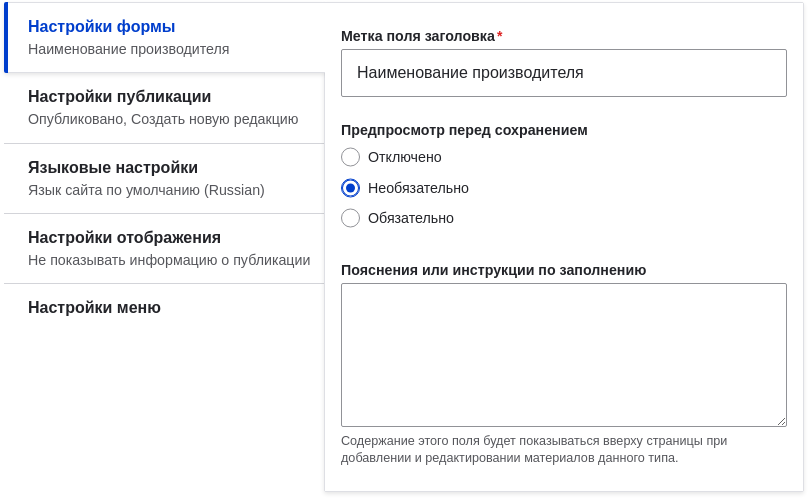 Настройки формы
Наименование производителя
Настройки публикации
Опубликовано, Создать новую редакцию
Языковые настройки
Язык сайта по умолчанию (Russian)
Настройки отображения
Не показывать информацию о публикации
Настройки меню
Метка поля заголовка*
Наименование производителя
Предпросмотр перед сохранением
Отключено
Необязательно
Обязательно
Пояснения или инструкции по заполнению
Содержание этого поля будет показываться вверху страницы при
добавлении и редактировании материалов данного типа.